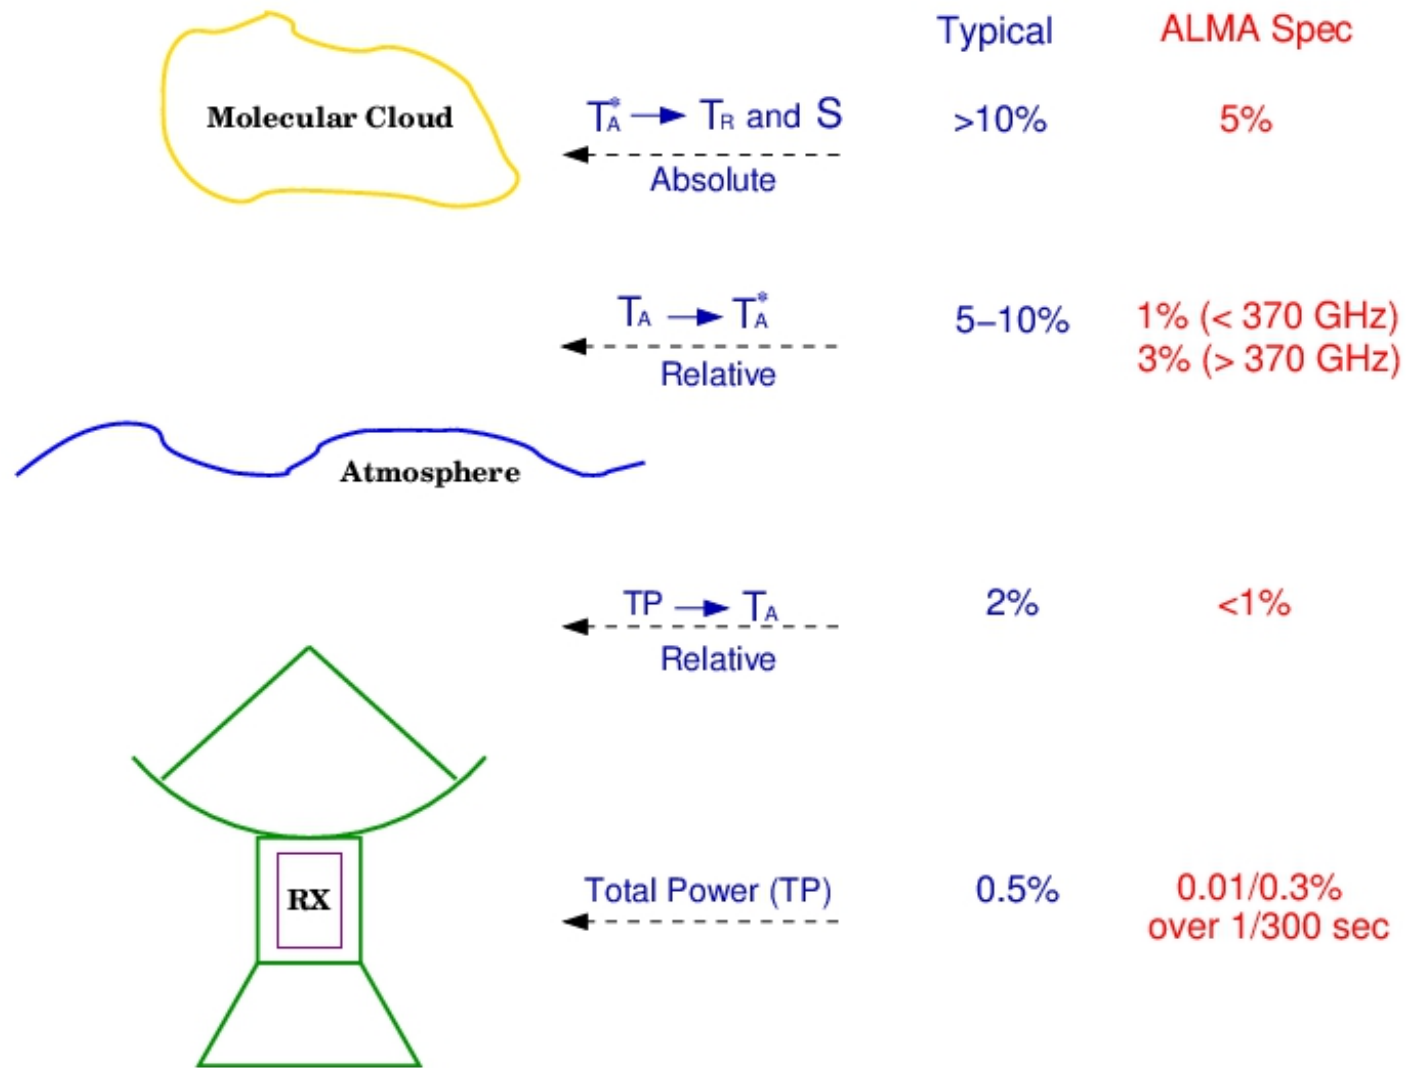 Typical ALMA Spec
Molecular Cloud T*A → TR and S >10% 5%
Absolute
TA → T*A 5–10% 1% (< 370 GHz)
3% (> 370 GHz)
Relative
Atmosphere
TP → TA 2% <1%
Relative
RX Total Power (TP) 0.5% 0.01/0.3%
over 1/300 sec